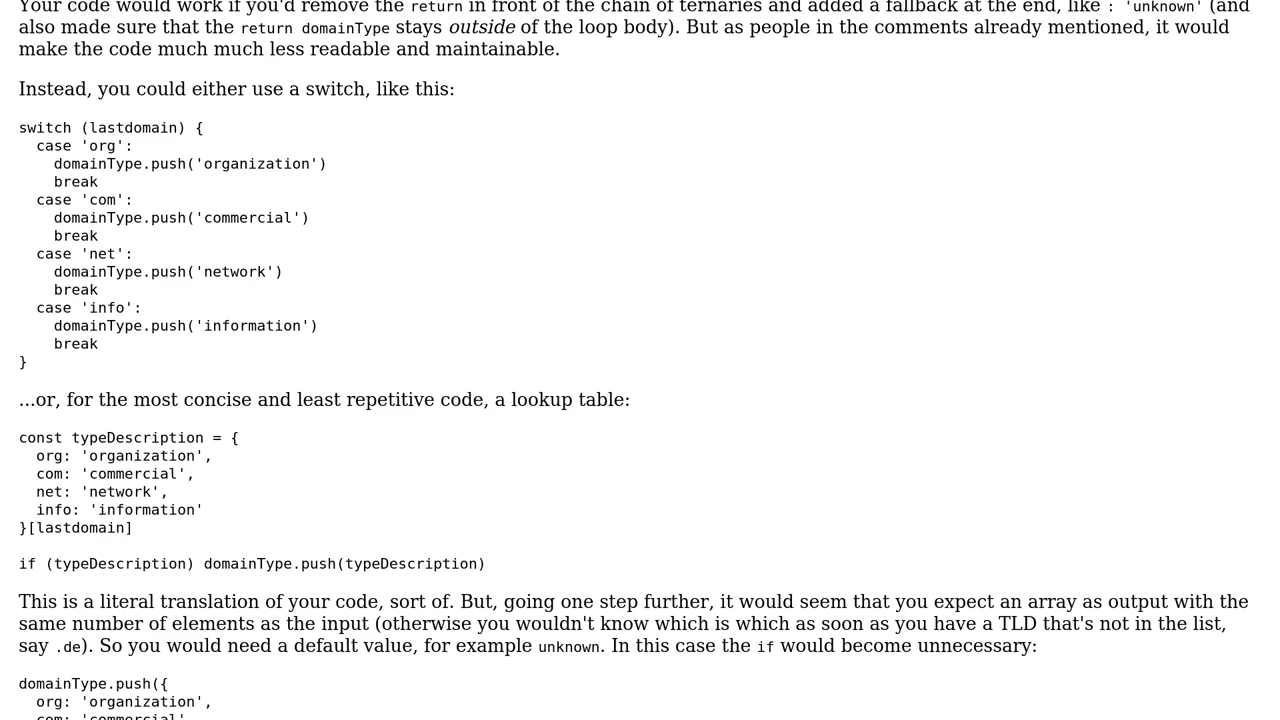 Your code would work if you'd remove the return in front of the chain of ternaries and added a fallback at the end, like : 'unknown' (and
also made sure that the return domainType stays outside of the loop body). But as people in the comments already mentioned, it would
make the code much much less readable and maintainable.
Instead, you could either use a switch, like this:
switch (lastdomain) {
  case 'org':
    domainType.push('organization')
    break
  case 'com':
    domainType.push('commercial')
    break
  case 'net':
    domainType.push('network')
    break
  case 'info':
    domainType.push('information')
    break
}
...or, for the most concise and least repetitive code, a lookup table:
const typeDescription = {
  org: 'organization',
  com: 'commercial',
  net: 'network',
  info: 'information'
}[lastdomain]
if (typeDescription) domainType.push(typeDescription)
This is a literal translation of your code, sort of. But, going one step further, it would seem that you expect an array as output with the
same number of elements as the input (otherwise you wouldn't know which is which as soon as you have a TLD that's not in the list,
say .de). So you would need a default value, for example unknown. In this case the if would become unnecessary:
domainType.push({
  org: 'organization',
  com: 'commercial'